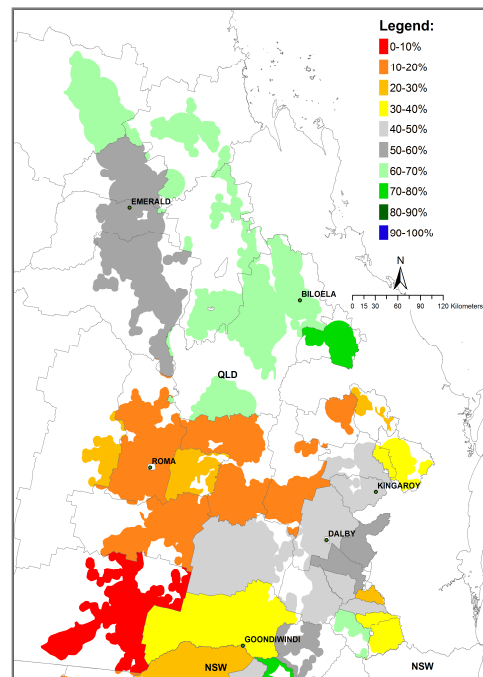 Legend:
0-10%
10-20%
20-30%
30-40%
40-50%
50-60%
60-70%
70-80%
80-90%
90-100%
EMERALD
N
BILOELA
0 15 30 60 90 120 Kilometers
QLD
ROMA
KINGAROY
DALBY
GOONDIWINDI
NSW
NSW